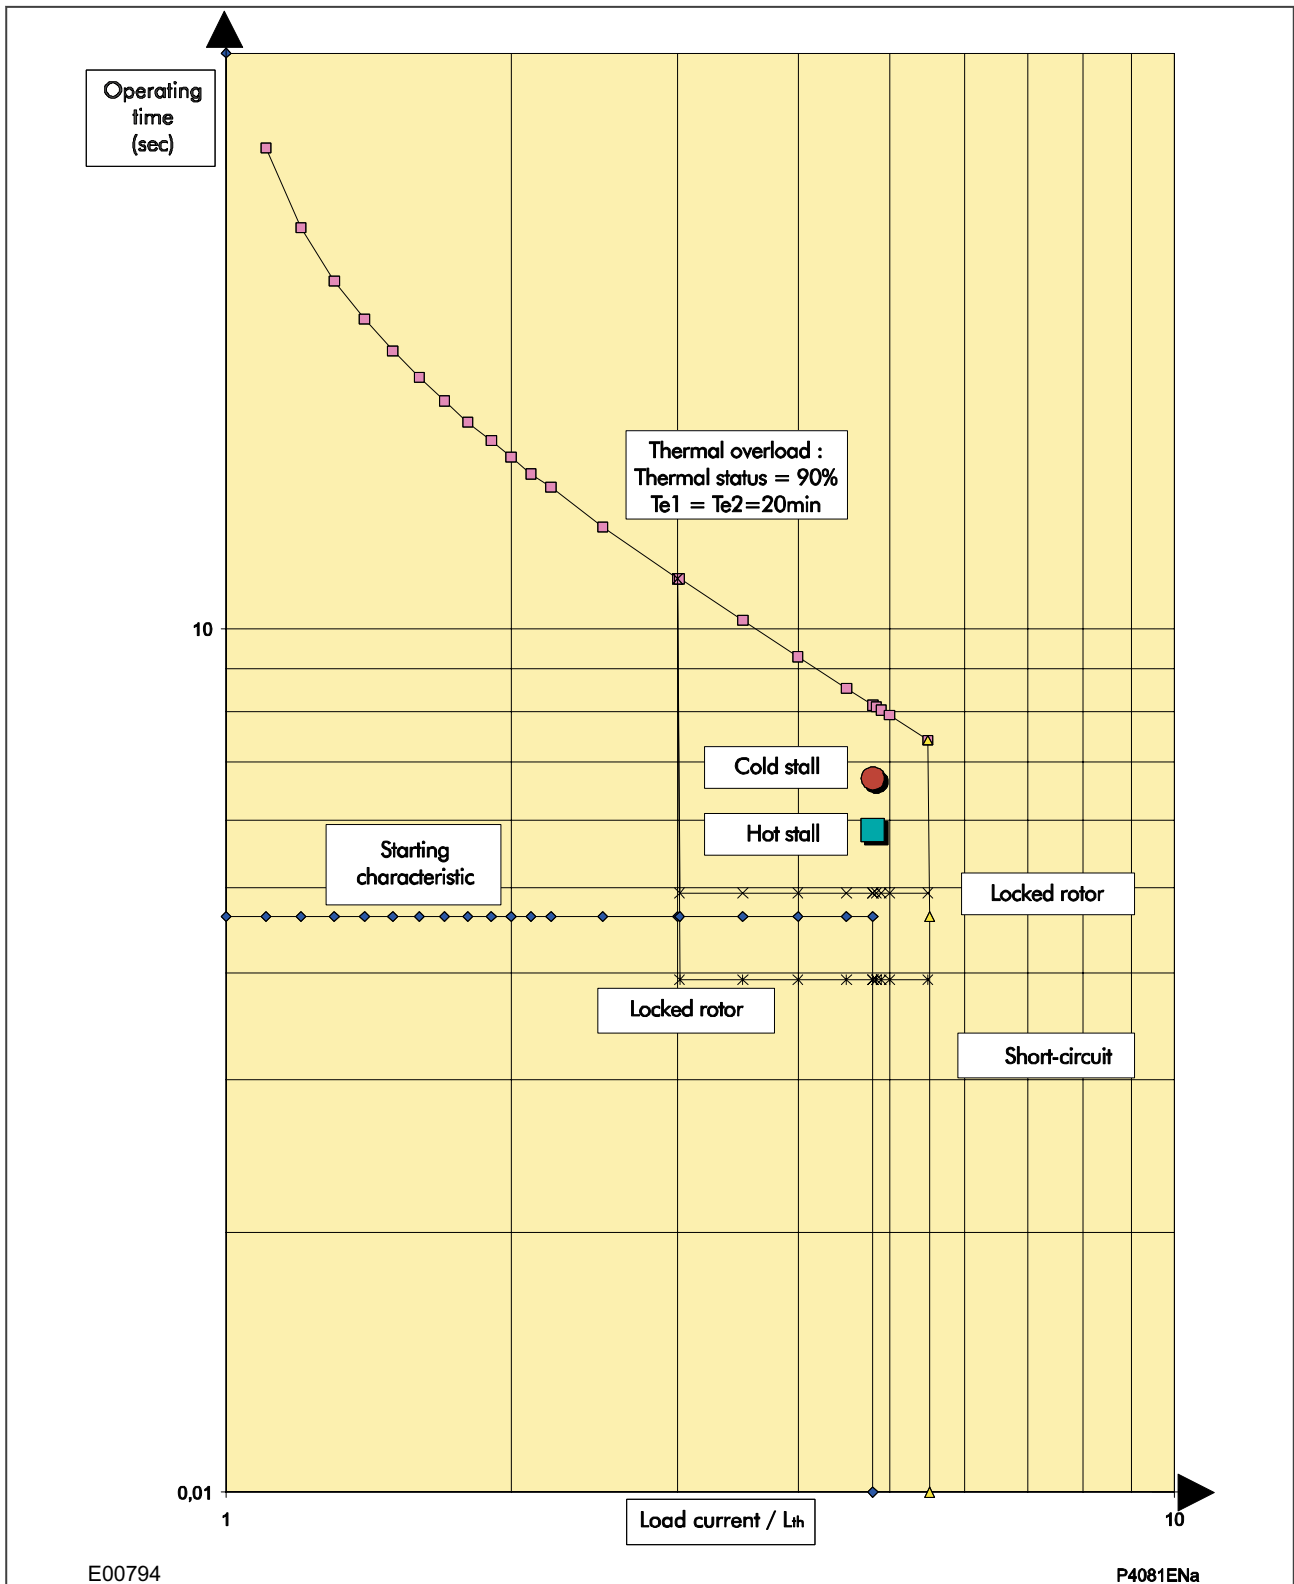 Operating
time
(sec)
Thermal overload :
Thermal status = 90%
Te1 = Te2=20min
10
Cold stall
Hot stall
Starting
characteristic
Locked rotor
Locked rotor
Short-circuit
0,01
1
Load current / Lth
10
E00794
P4081ENa